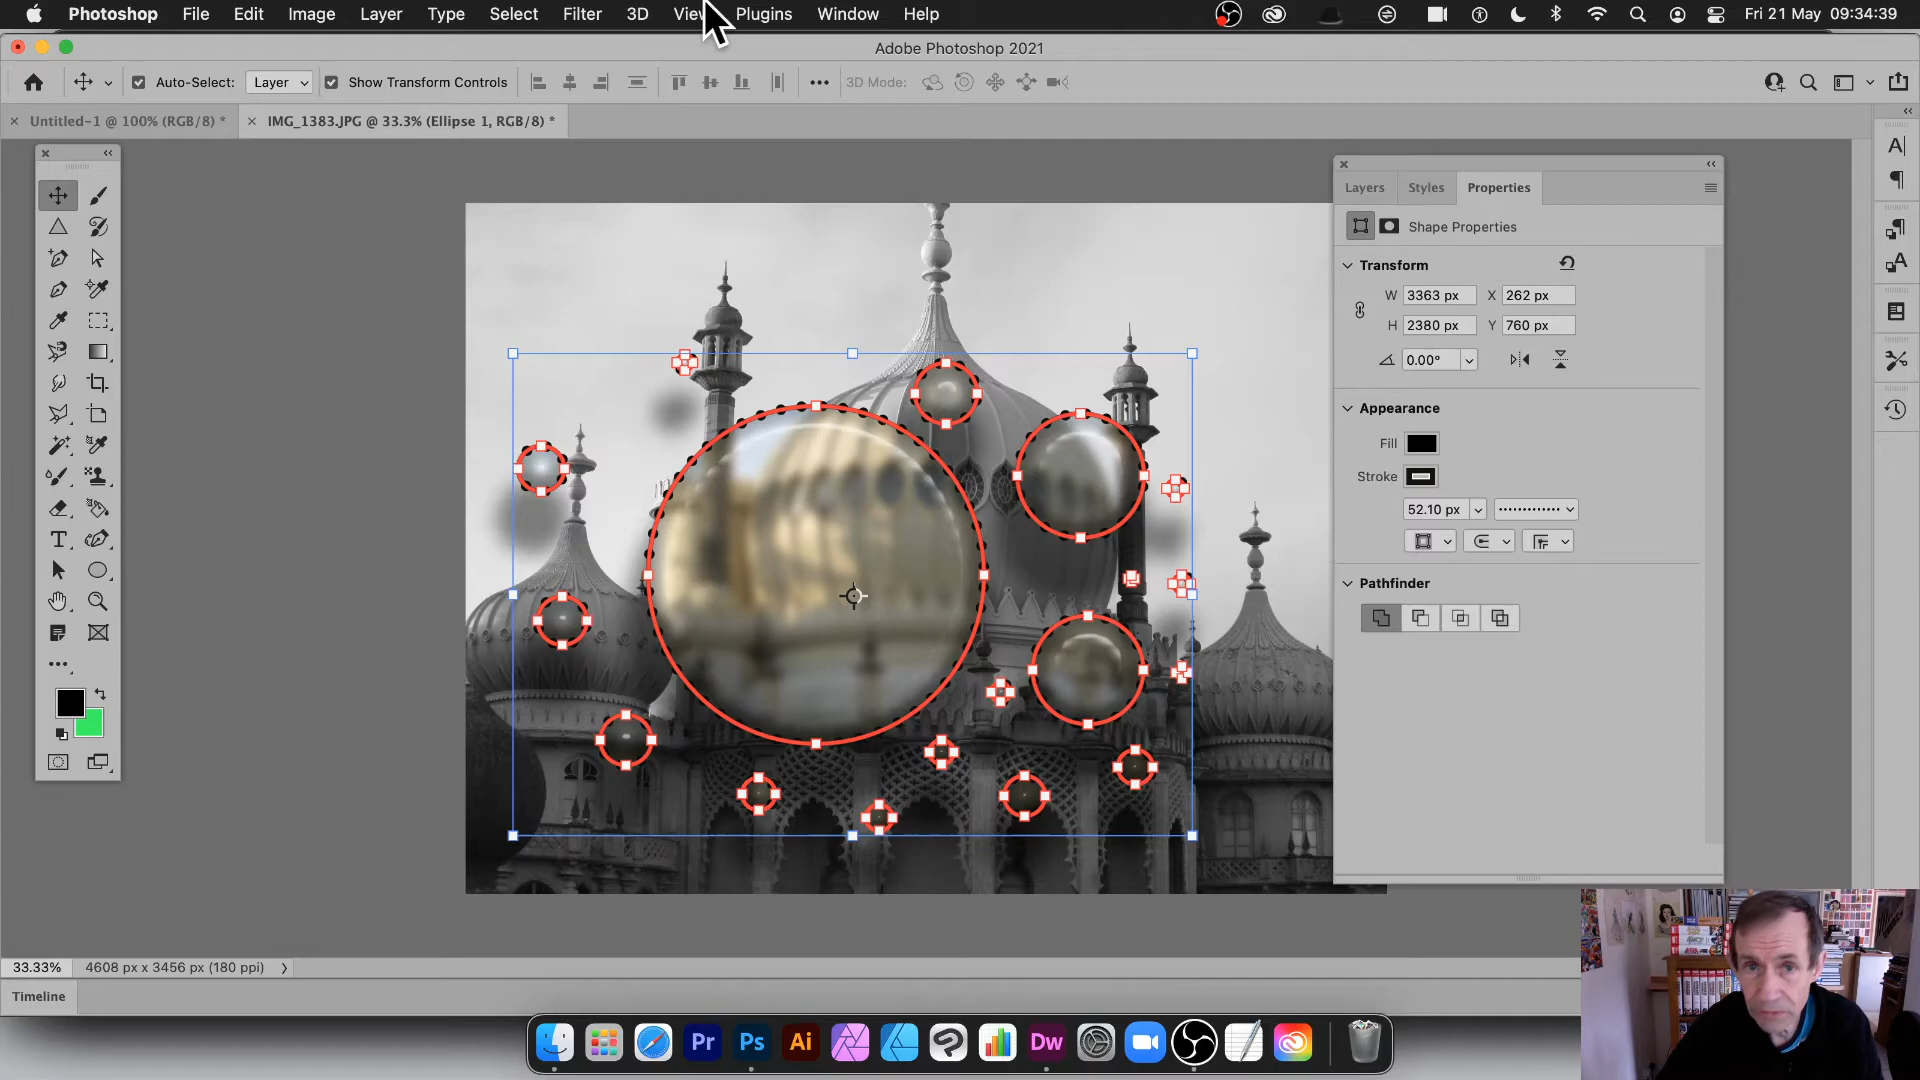 Photoshop File Edit Image Layer Type Select Filter 3D View Plugins Window Help Fri 21 May 09:34:39
Adobe Photoshop 2021
Auto-Select: Layer Show Transform Controls 3D Mode:
Untitled-1 @ 100% (RGB/8) * IMG_1383.JPG @ 33.3% (Ellipse 1, RGB/8) *
Layers Styles Properties
Shape Properties
Transform
W 3363 px X 262 px
H 2380 px Y 760 px
0.00°
Appearance
Fill
Stroke
52.10 px
Pathfinder
33.33% 4608 px x 3456 px (180 ppi)
Timeline
Pr Ps Ai Dw